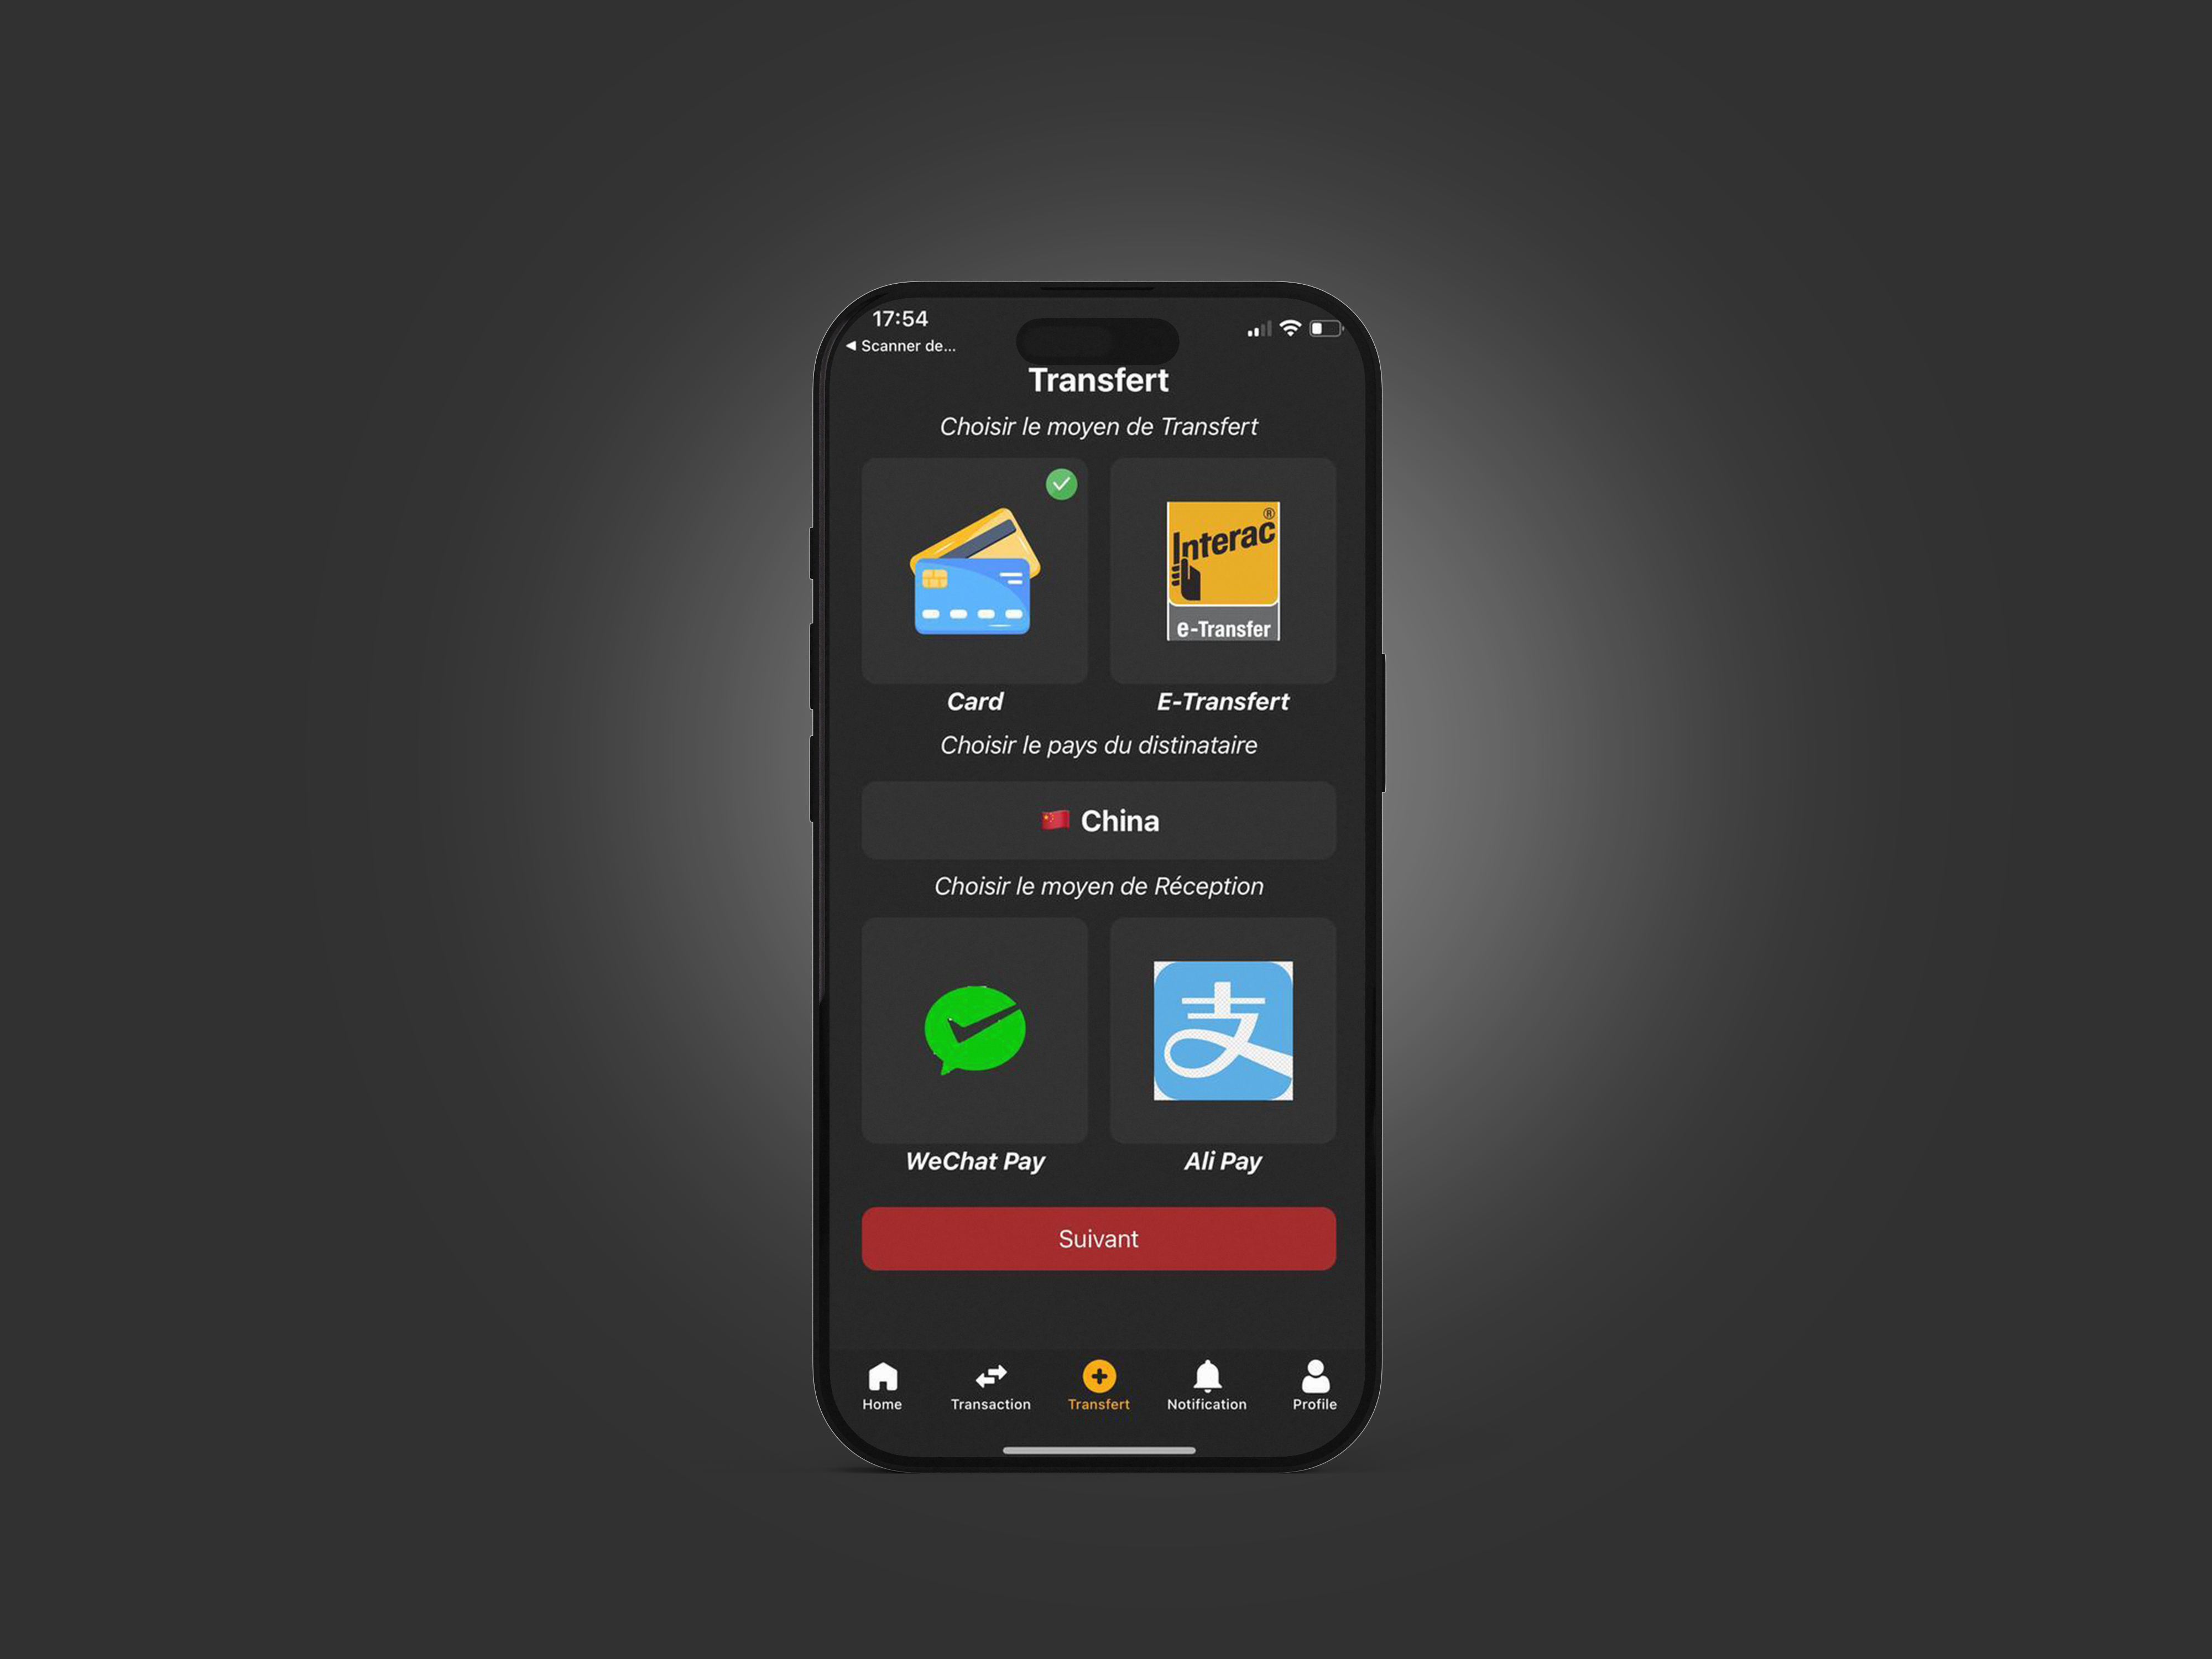 17:54
◀ Scanner de...
Transfert
Choisir le moyen de Transfert
Interac®
e-Transfer
Card
E-Transfert
Choisir le pays du distinataire
🇨🇳 China
Choisir le moyen de Réception
支
WeChat Pay
Ali Pay
Suivant
Home
Transaction
Transfert
Notification
Profile